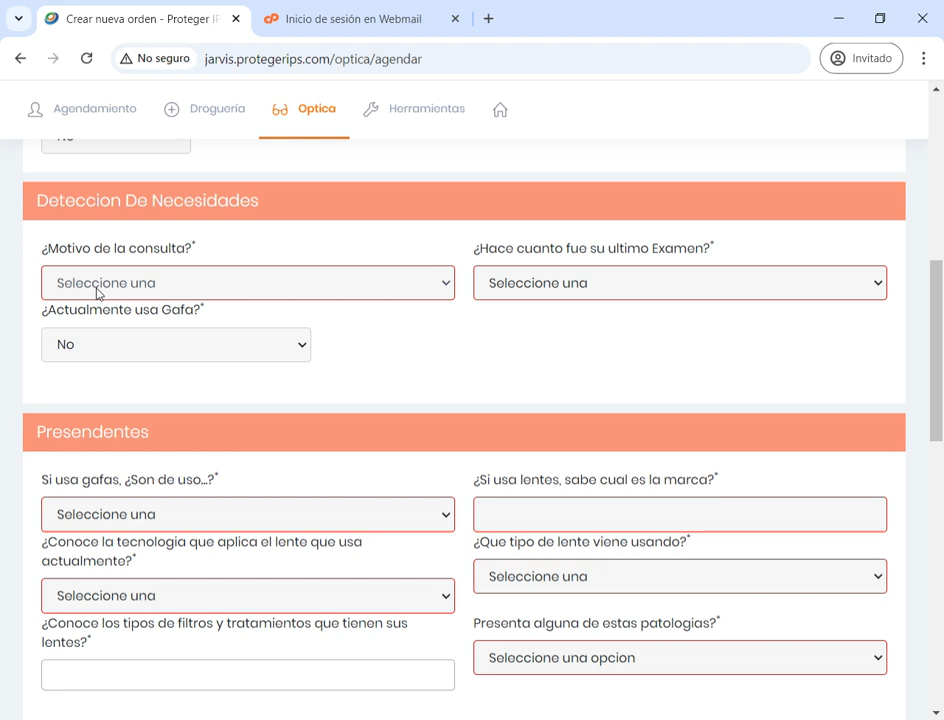 Crear nueva orden - Proteger IP
Inicio de sesión en Webmail
No seguro
jarvis.protegerips.com/optica/agendar
Invitado
Agendamiento
Droguería
Optica
Herramientas
Deteccion De Necesidades
¿Motivo de la consulta?*
¿Hace cuanto fue su ultimo Examen?*
Seleccione una
Seleccione una
¿Actualmente usa Gafa?*
No
Presendentes
Si usa gafas, ¿Son de uso...?*
¿Si usa lentes, sabe cual es la marca?*
Seleccione una
¿Conoce la tecnologia que aplica el lente que usa
actualmente?*
¿Que tipo de lente viene usando?*
Seleccione una
Seleccione una
¿Conoce los tipos de filtros y tratamientos que tienen sus
lentes?*
Presenta alguna de estas patologias?*
Seleccione una opcion